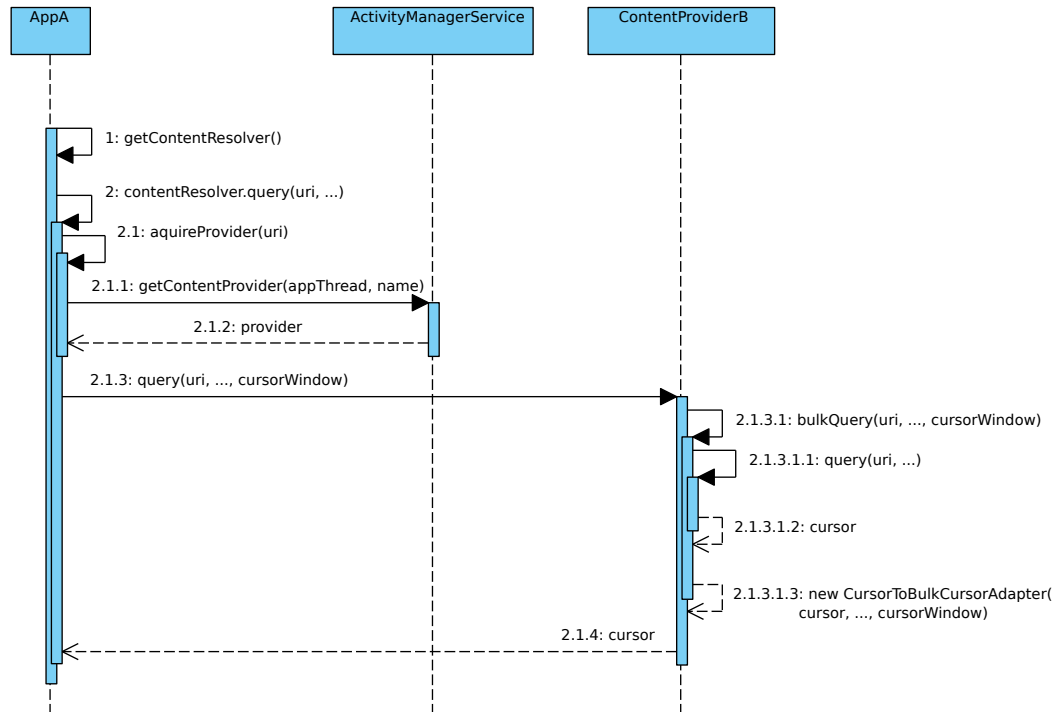 AppA
ActivityManagerService
ContentProviderB
1: getContentResolver()
2: contentResolver.query(uri, ...)
2.1: aquireProvider(uri)
2.1.1: getContentProvider(appThread, name)
2.1.2: provider
2.1.3: query(uri, ..., cursorWindow)
2.1.3.1: bulkQuery(uri, ..., cursorWindow)
2.1.3.1.1: query(uri, ...)
2.1.3.1.2: cursor
2.1.3.1.3: new CursorToBulkCursorAdapter(
cursor, ..., cursorWindow)
2.1.4: cursor